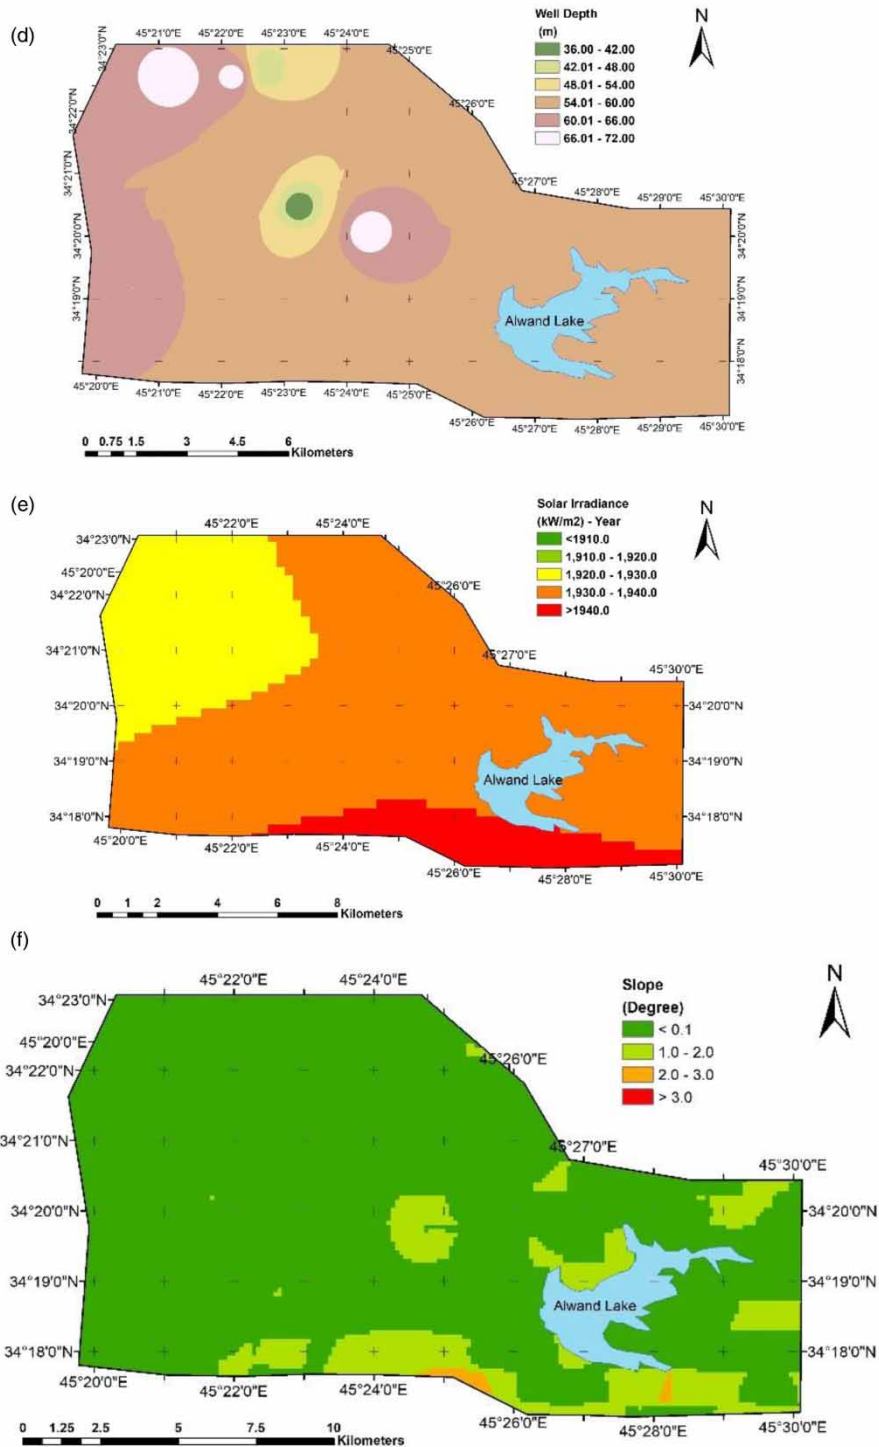 (d)
Well Depth
(m)
36.00 - 42.00
42.01 - 48.00
48.01 - 54.00
54.01 - 60.00
60.01 - 66.00
66.01 - 72.00
N
45°21'0"E 45°22'0"E 45°23'0"E 45°24'0"E
45°25'0"E
45°26'0"E
45°27'0"E
45°28'0"E 45°29'0"E 45°30'0"E
34°23'0"N
34°22'0"N
34°21'0"N
34°20'0"N
34°19'0"N
34°20'0"N
34°19'0"N
34°18'0"N
Alwand Lake
45°20'0"E 45°21'0"E 45°22'0"E 45°23'0"E 45°24'0"E 45°25'0"E
45°26'0"E 45°27'0"E 45°28'0"E 45°29'0"E 45°30'0"E
0 0.75 1.5 3 4.5 6
Kilometers
(e)
Solar Irradiance
(kW/m2) - Year
<1910.0
1,910.0 - 1,920.0
1,920.0 - 1,930.0
1,930.0 - 1,940.0
>1940.0
N
45°22'0"E 45°24'0"E
34°23'0"N
45°20'0"E
34°22'0"N
45°26'0"E
34°21'0"N
45°27'0"E
45°30'0"E
34°20'0"N 34°20'0"N
34°19'0"N 34°19'0"N
Alwand Lake
34°18'0"N 34°18'0"N
45°20'0"E 45°22'0"E 45°24'0"E
45°26'0"E 45°28'0"E 45°30'0"E
0 1 2 4 6 8
Kilometers
(f)
Slope
(Degree)
< 0.1
1.0 - 2.0
2.0 - 3.0
> 3.0
N
45°22'0"E 45°24'0"E
34°23'0"N
45°20'0"E
45°26'0"E
34°22'0"N
34°21'0"N
45°27'0"E
45°30'0"E
34°20'0"N 34°20'0"N
34°19'0"N 34°19'0"N
Alwand Lake
34°18'0"N 34°18'0"N
45°20'0"E 45°22'0"E 45°24'0"E
45°26'0"E 45°28'0"E 45°30'0"E
0 1.25 2.5 5 7.5 10
Kilometers